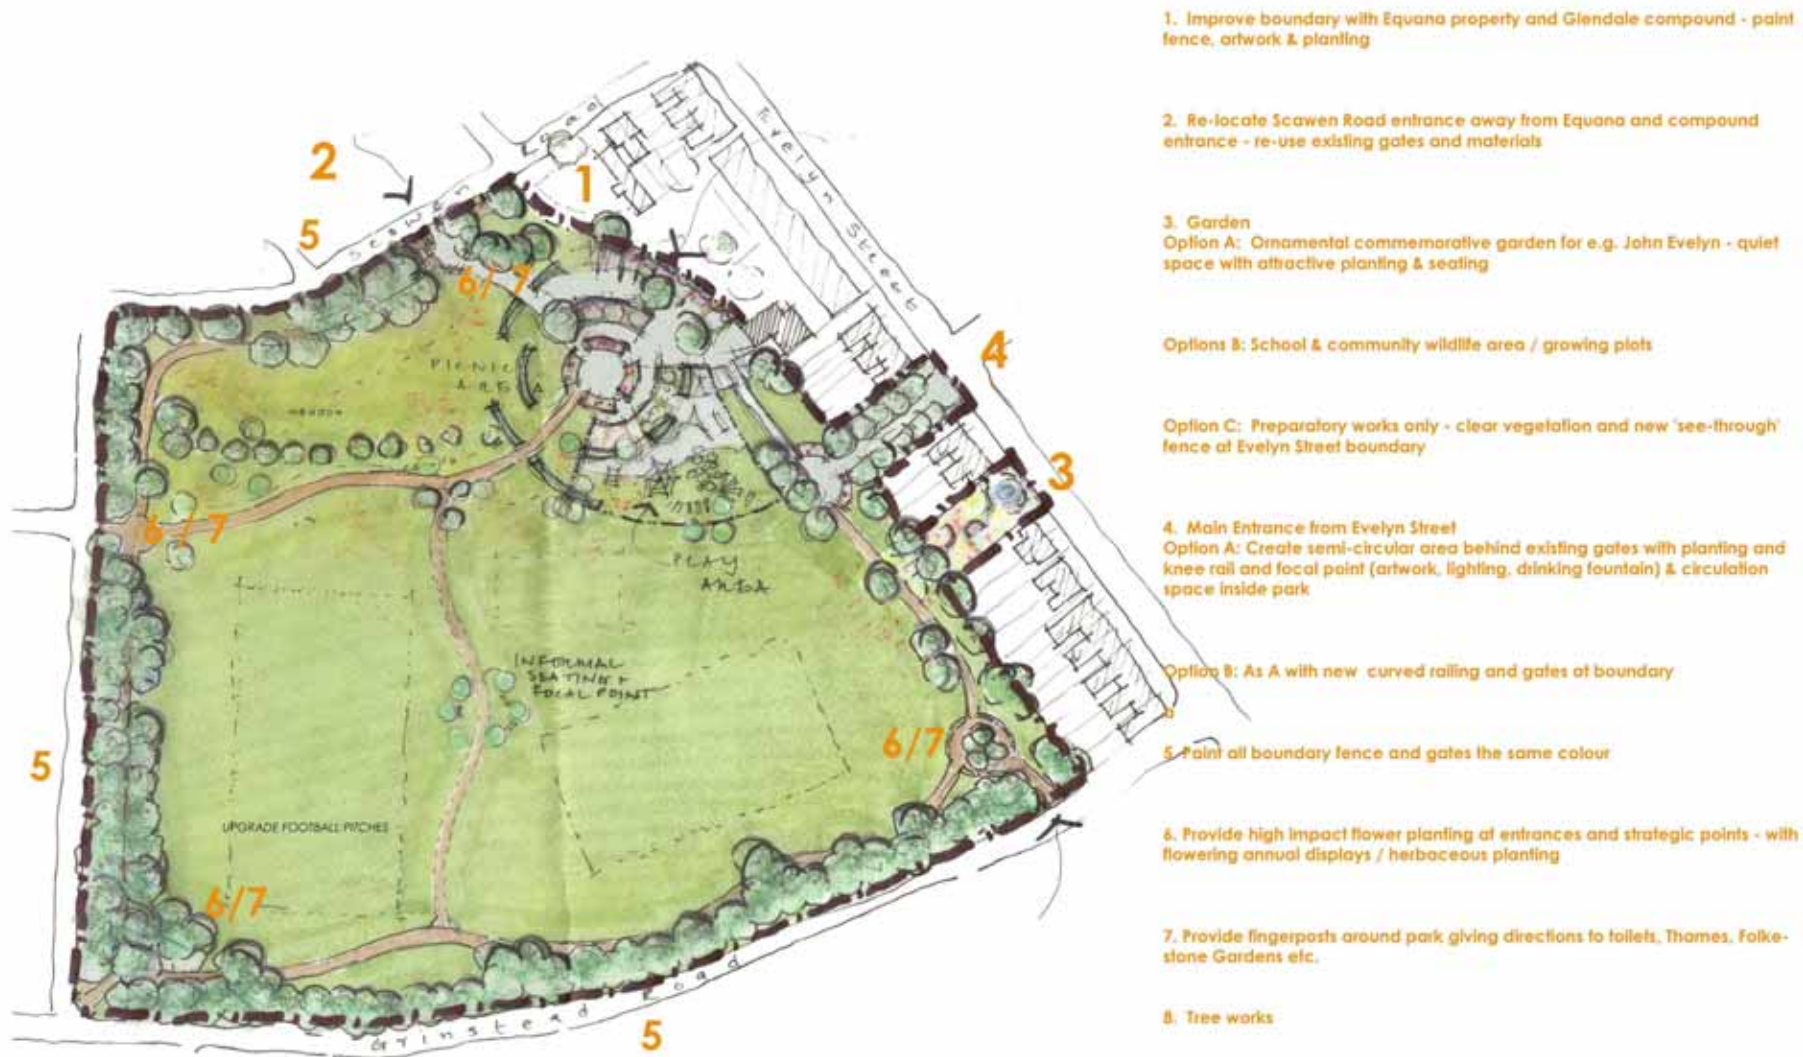 1. Improve boundary with Equana property and Glendale compound - paint
fence, artwork & planting
2. Re-locate Scawen Road entrance away from Equana and compound
entrance - re-use existing gates and materials
3. Garden
Option A: Ornamental commemorative garden for e.g. John Evelyn - quiet
space with attractive planting & seating
Options B: School & community wildlife area / growing plots
Option C: Preparatory works only - clear vegetation and new 'see-through'
fence at Evelyn Street boundary
4. Main Entrance from Evelyn Street
Option A: Create semi-circular area behind existing gates with planting and
knee rail and focal point (artwork, lighting, drinking fountain) & circulation
space inside park
Option B: As A with new curved railing and gates at boundary
5. Paint all boundary fence and gates the same colour
6. Provide high impact flower planting at entrances and strategic points - with
flowering annual displays / herbaceous planting
7. Provide fingerposts around park giving directions to toilets, Thames, Folke-
stone Gardens etc.
8. Tree works
2
1
5
Scawen Road
Evelyn Street
6/7
4
PICNIC
AREA
MEADOW
3
6/7
PLAY
AREA
INFORMAL
SEATING +
FOCAL POINT
6/7
5
UPGRADE FOOTBALL PITCHES
6/7
Grinstead Road
5